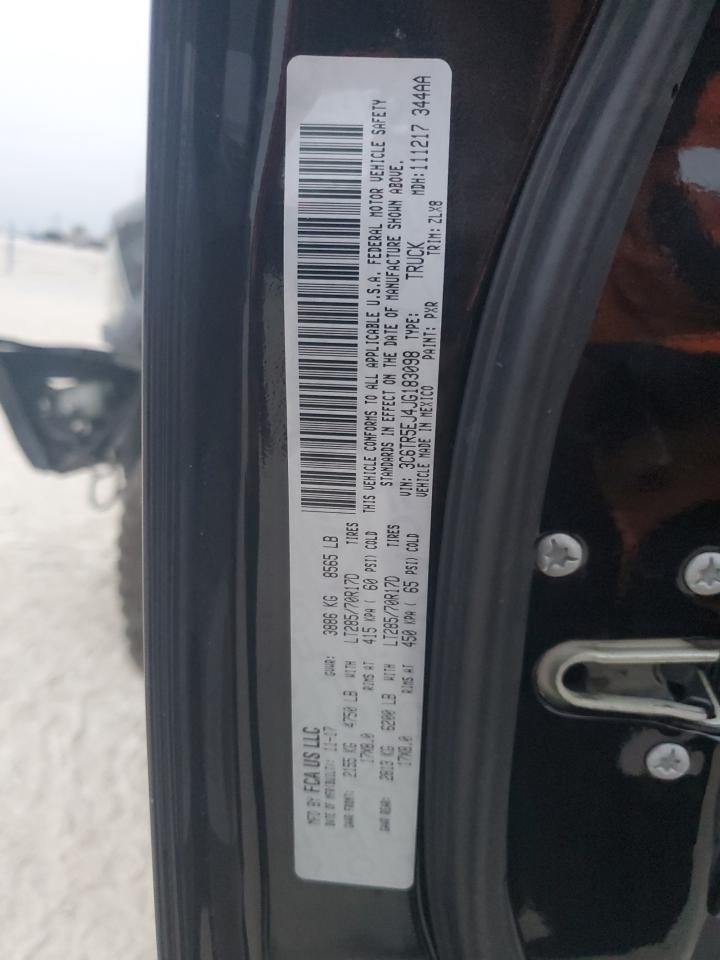 MFD BY FCA US LLC
DATE OF MFR(BUILT): 11-17 GVWR: 3886 KG 8565 LB
GAWR FRONT: 2155 KG 4750 LB WITH LT285/70R17D TIRES
17X8.0 RIMS AT 415 KPA ( 60 PSI) COLD
GAWR REAR: 2813 KG 6200 LB WITH LT285/70R17D TIRES
17X8.0 RIMS AT 450 KPA ( 65 PSI) COLD
THIS VEHICLE CONFORMS TO ALL APPLICABLE U.S.A. FEDERAL MOTOR VEHICLE SAFETY
STANDARDS IN EFFECT ON THE DATE OF MANUFACTURE SHOWN ABOVE.
VIN: 3C6TR5EJ4JG183098 TYPE: TRUCK MDH:111217 344AA
VEHICLE MADE IN MEXICO PAINT: PXR TRIM: ZLX8